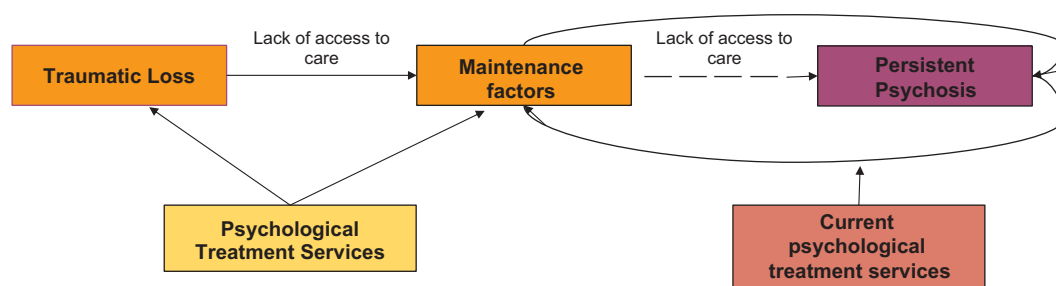 Lack of access to
care
Lack of access to
care
Traumatic Loss
Maintenance
factors
Persistent
Psychosis
Psychological
Treatment Services
Current
psychological
treatment services